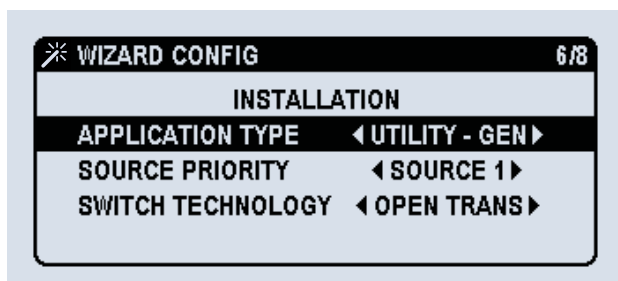 WIZARD CONFIG 6/8
INSTALLATION
APPLICATION TYPE UTILITY - GEN
SOURCE PRIORITY SOURCE 1
SWITCH TECHNOLOGY OPEN TRANS